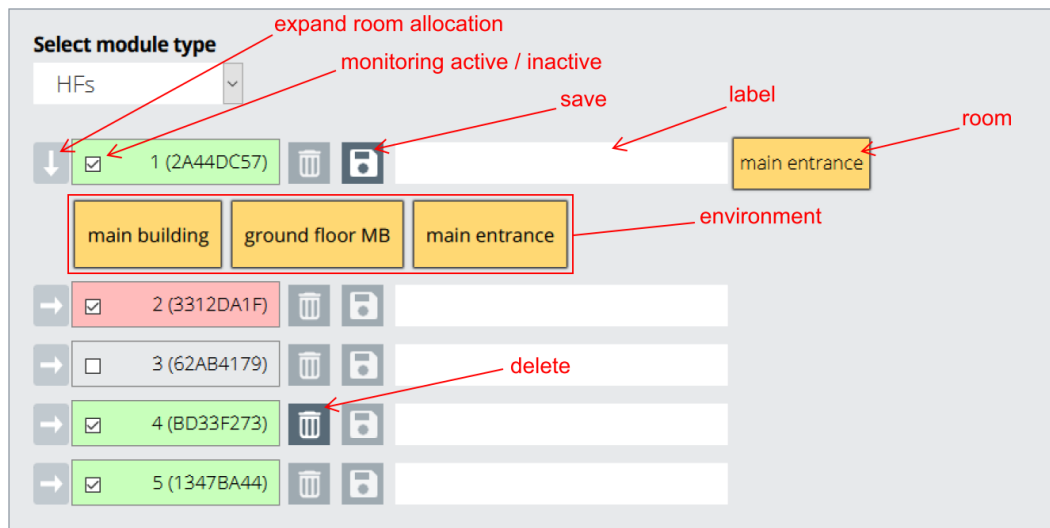 expand room allocation
Select module type
monitoring active / inactive
HFs
save
label
room
1 (2A44DC57)
main entrance
environment
main building
ground floor MB
main entrance
2 (3312DA1F)
3 (62AB4179)
delete
4 (BD33F273)
5 (1347BA44)